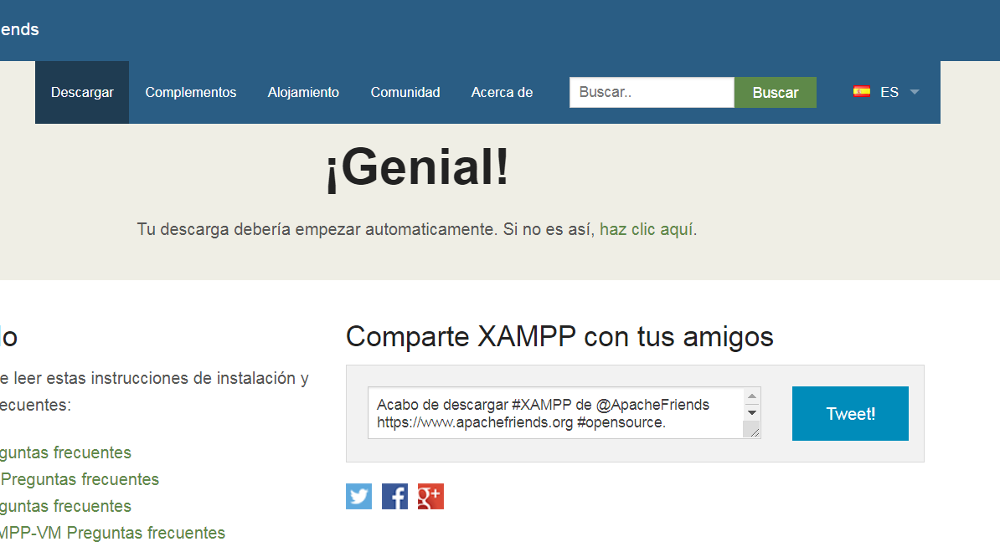 ends
Descargar Complementos Alojamiento Comunidad Acerca de Buscar.. Buscar ES
¡Genial!
Tu descarga debería empezar automaticamente. Si no es así, haz clic aquí.
lo
e leer estas instrucciones de instalación y
ecuentes:
guntas frecuentes
Preguntas frecuentes
guntas frecuentes
MPP-VM Preguntas frecuentes
Comparte XAMPP con tus amigos
Acabo de descargar #XAMPP de @ApacheFriends
https://www.apachefriends.org #opensource.
Tweet!